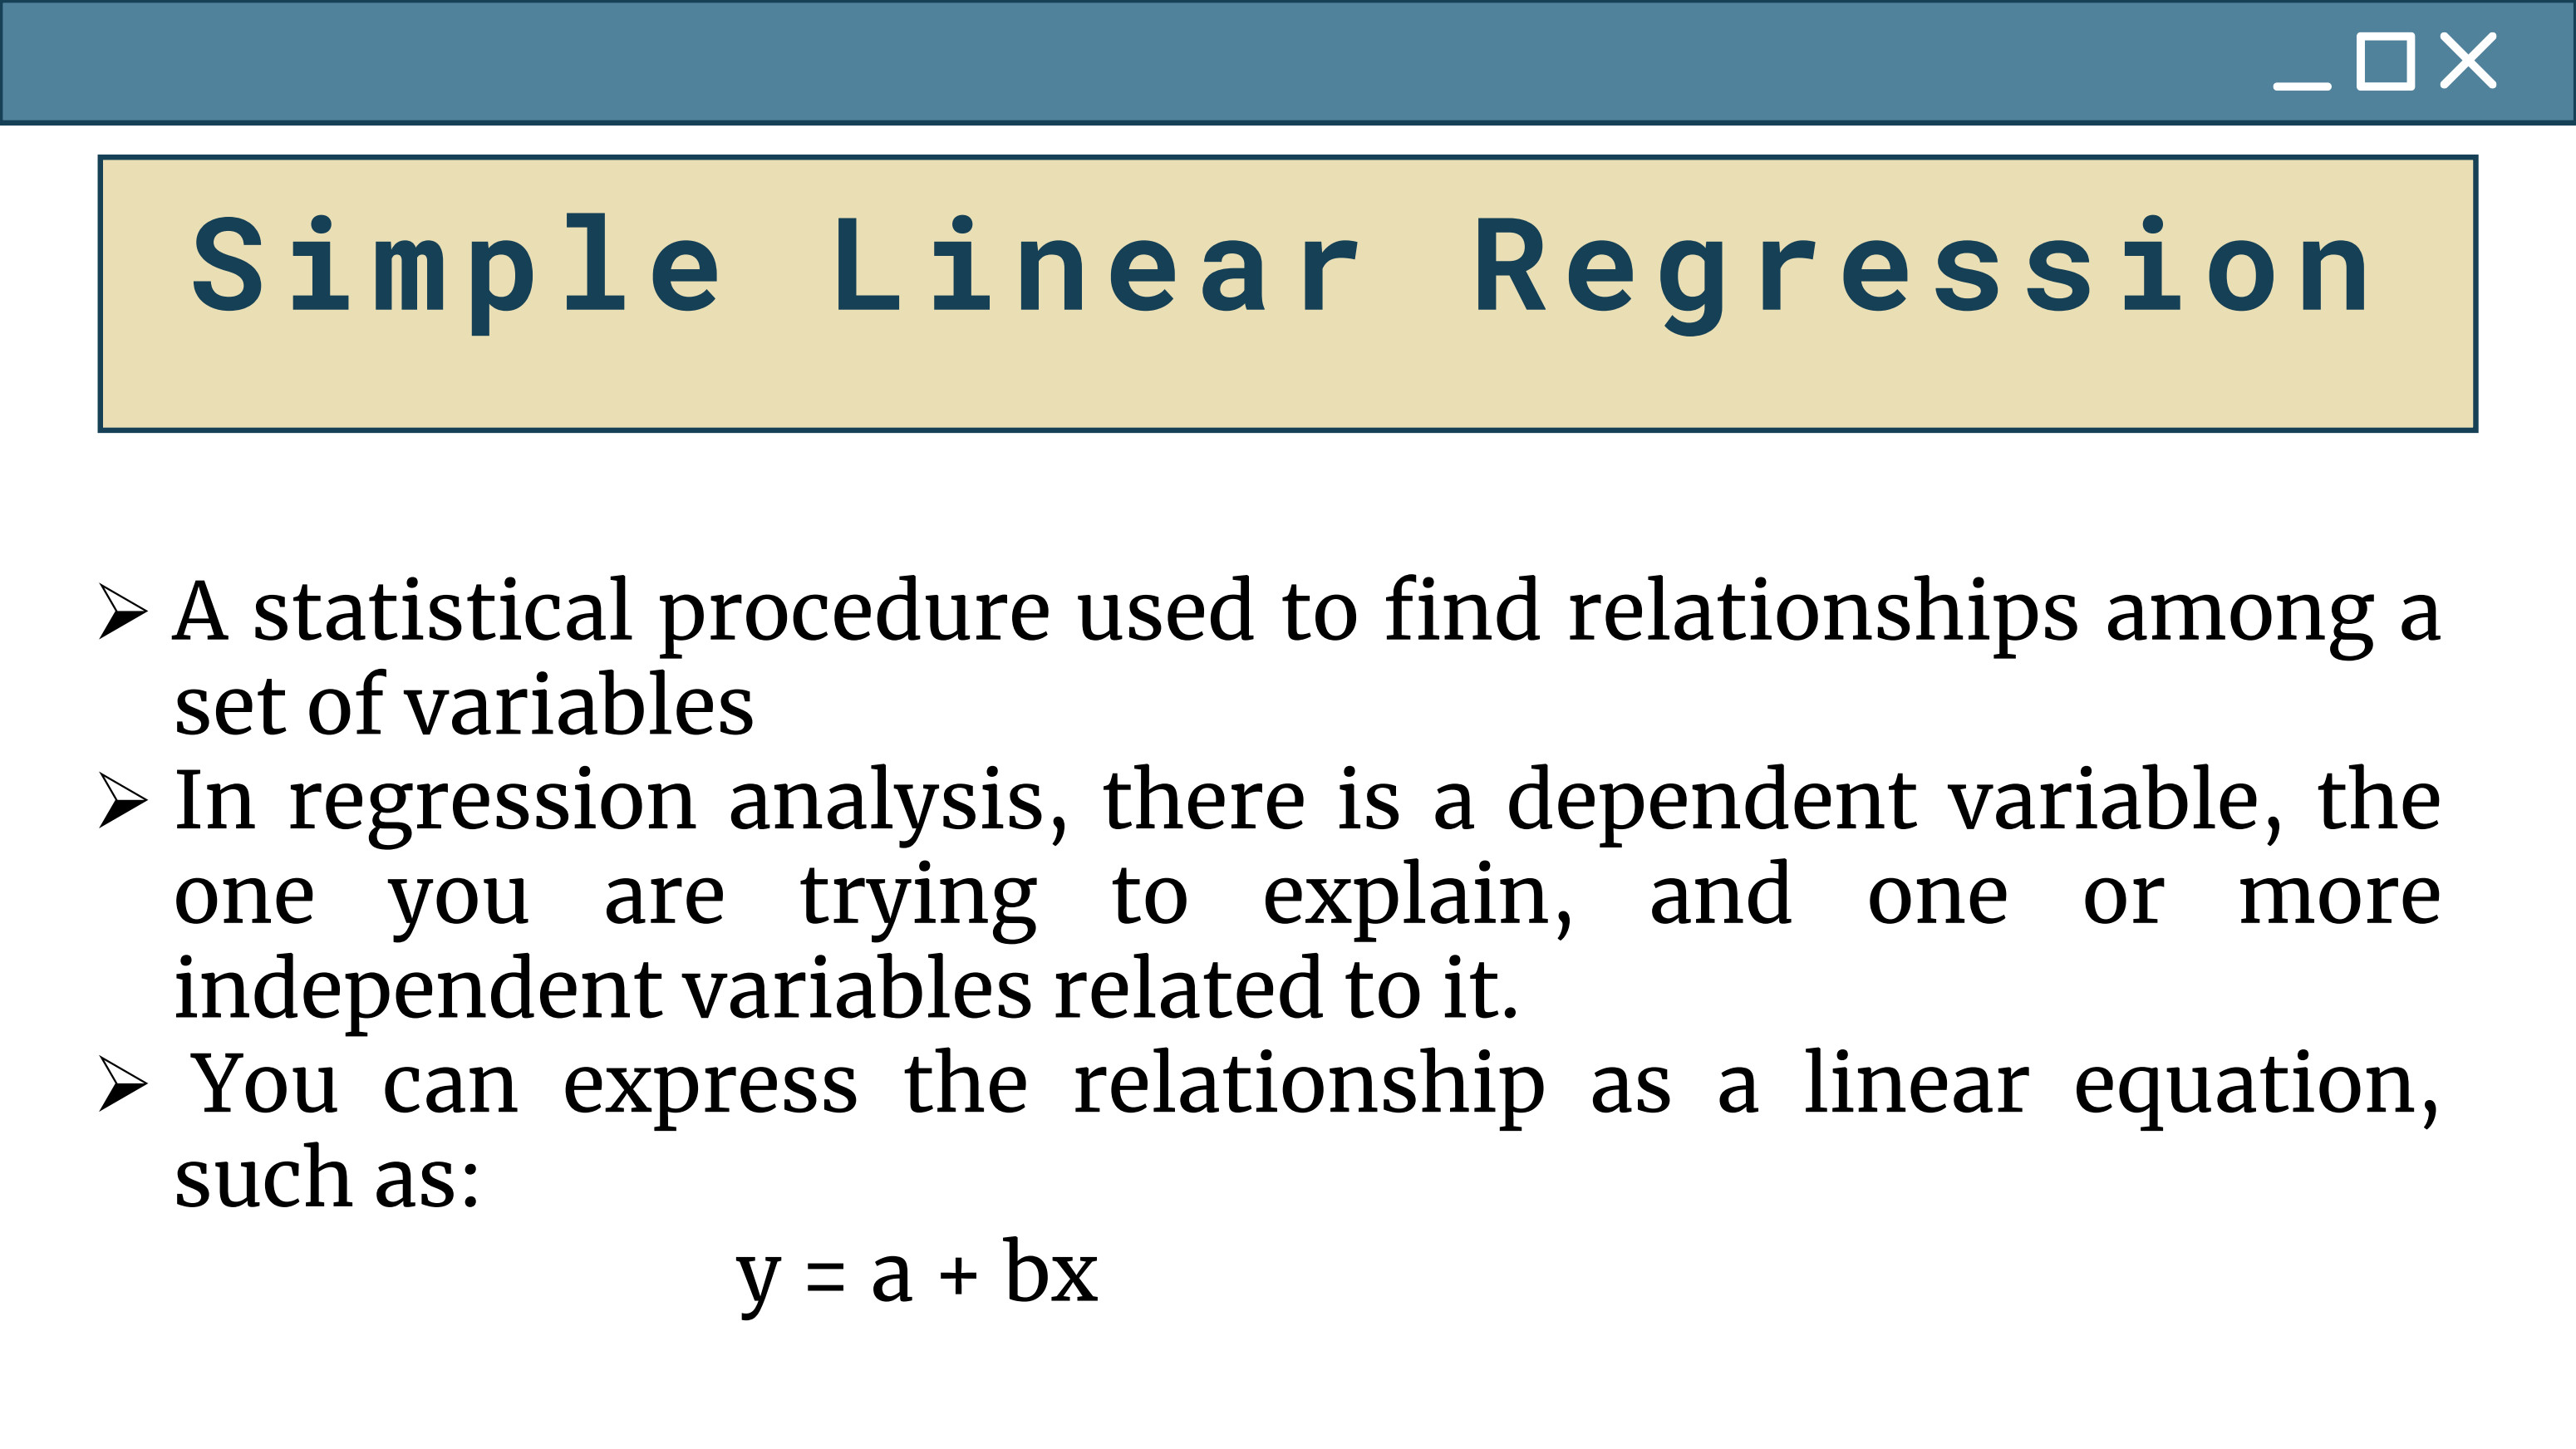 Simple Linear Regression
➢ A statistical procedure used to find relationships among a
set of variables
➢ In regression analysis, there is a dependent variable, the
one you are trying to explain, and one or more
independent variables related to it.
➢ You can express the relationship as a linear equation,
such as:
y = a + bx